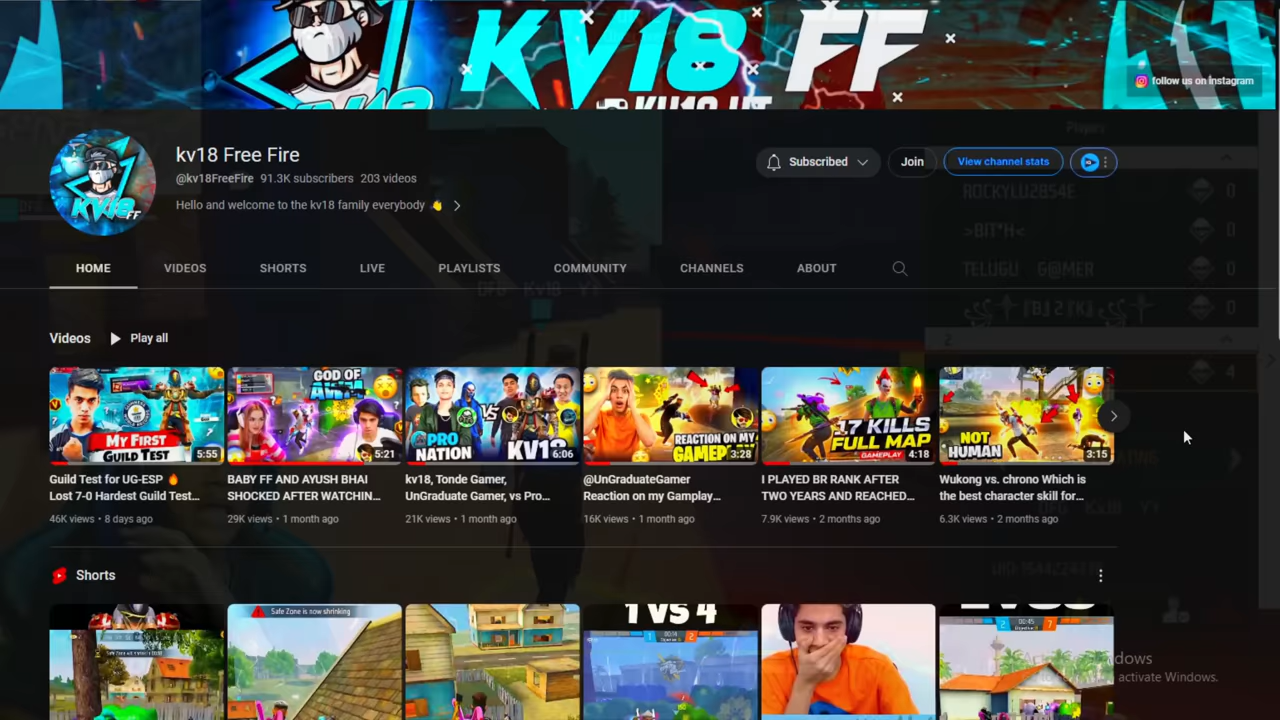 KV18 FF
follow us on instagram
kv18 Free Fire
@kv18FreeFire 91.3K subscribers 203 videos
Hello and welcome to the kv18 family everybody 👋
Subscribed
Join
View channel stats
ROCKYLU2854E
>BIT*H<
TELUGU G@MER
HOME VIDEOS SHORTS LIVE PLAYLISTS COMMUNITY CHANNELS ABOUT
Videos Play all
MY FIRST
GUILD TEST
5:55
GOD OF
AWM
5:21
PRO
NATION
VS
KV18
6:06
REACTION ON MY
GAMEPLAY
3:28
17 KILLS
FULL MAP
GAMEPLAY
4:18
NOT
HUMAN
3:15
Guild Test for UG-ESP 🔥
Lost 7-0 Hardest Guild Test...
46K views • 8 days ago
BABY FF AND AYUSH BHAI
SHOCKED AFTER WATCHIN...
29K views • 1 month ago
kv18, Tonde Gamer,
UnGraduate Gamer, vs Pro...
21K views • 1 month ago
@UnGraduateGamer
Reaction on my Gamplay...
16K views • 1 month ago
I PLAYED BR RANK AFTER
TWO YEARS AND REACHED...
7.9K views • 2 months ago
Wukong vs. chrono Which is
the best character skill for...
6.3K views • 2 months ago
Shorts
Safe Zone is now shrinking
1 VS 4
activate Windows.